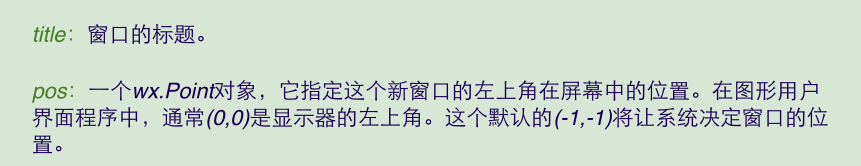 title：窗口的标题。
pos：一个wx.Point对象，它指定这个新窗口的左上角在屏幕中的位置。在图形用户
界面程序中，通常(0,0)是显示器的左上角。这个默认的(-1,-1)将让系统决定窗口的位
置。